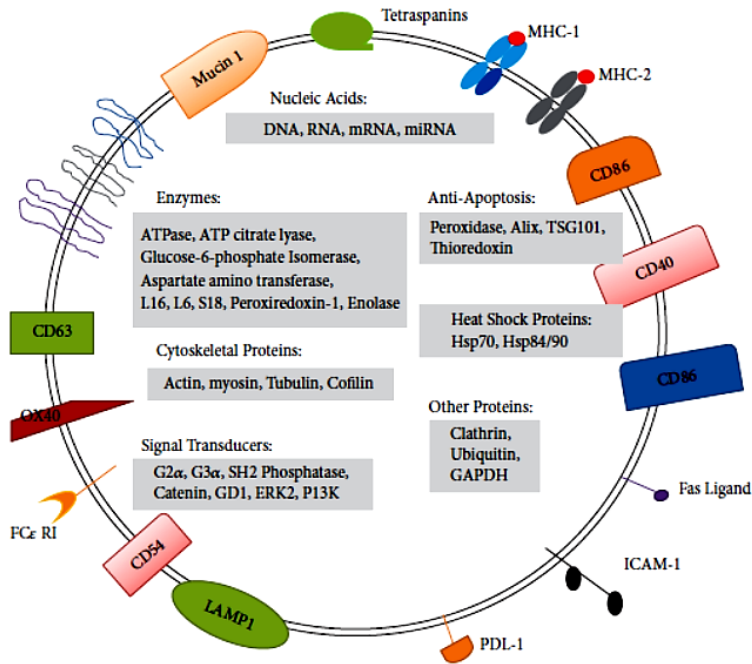 Tetraspanins
Mucin 1
MHC-1
MHC-2
Nucleic Acids:
DNA, RNA, mRNA, miRNA
CD86
Enzymes:
ATPase, ATP citrate lyase,
Glucose-6-phosphate Isomerase,
Aspartate amino transferase,
L16, L6, S18, Peroxiredoxin-1, Enolase
Anti-Apoptosis:
Peroxidase, Alix, TSG101,
Thioredoxin
CD40
CD63
Heat Shock Proteins:
Hsp70, Hsp84/90
Cytoskeletal Proteins:
Actin, myosin, Tubulin, Cofilin
CD86
OX40
Other Proteins:
Clathrin,
Ubiquitin,
GAPDH
Signal Transducers:
G2α, G3α, SH2 Phosphatase,
Catenin, GD1, ERK2, P13K
Fas Ligand
FCε RI
CD54
ICAM-1
LAMP1
PDL-1